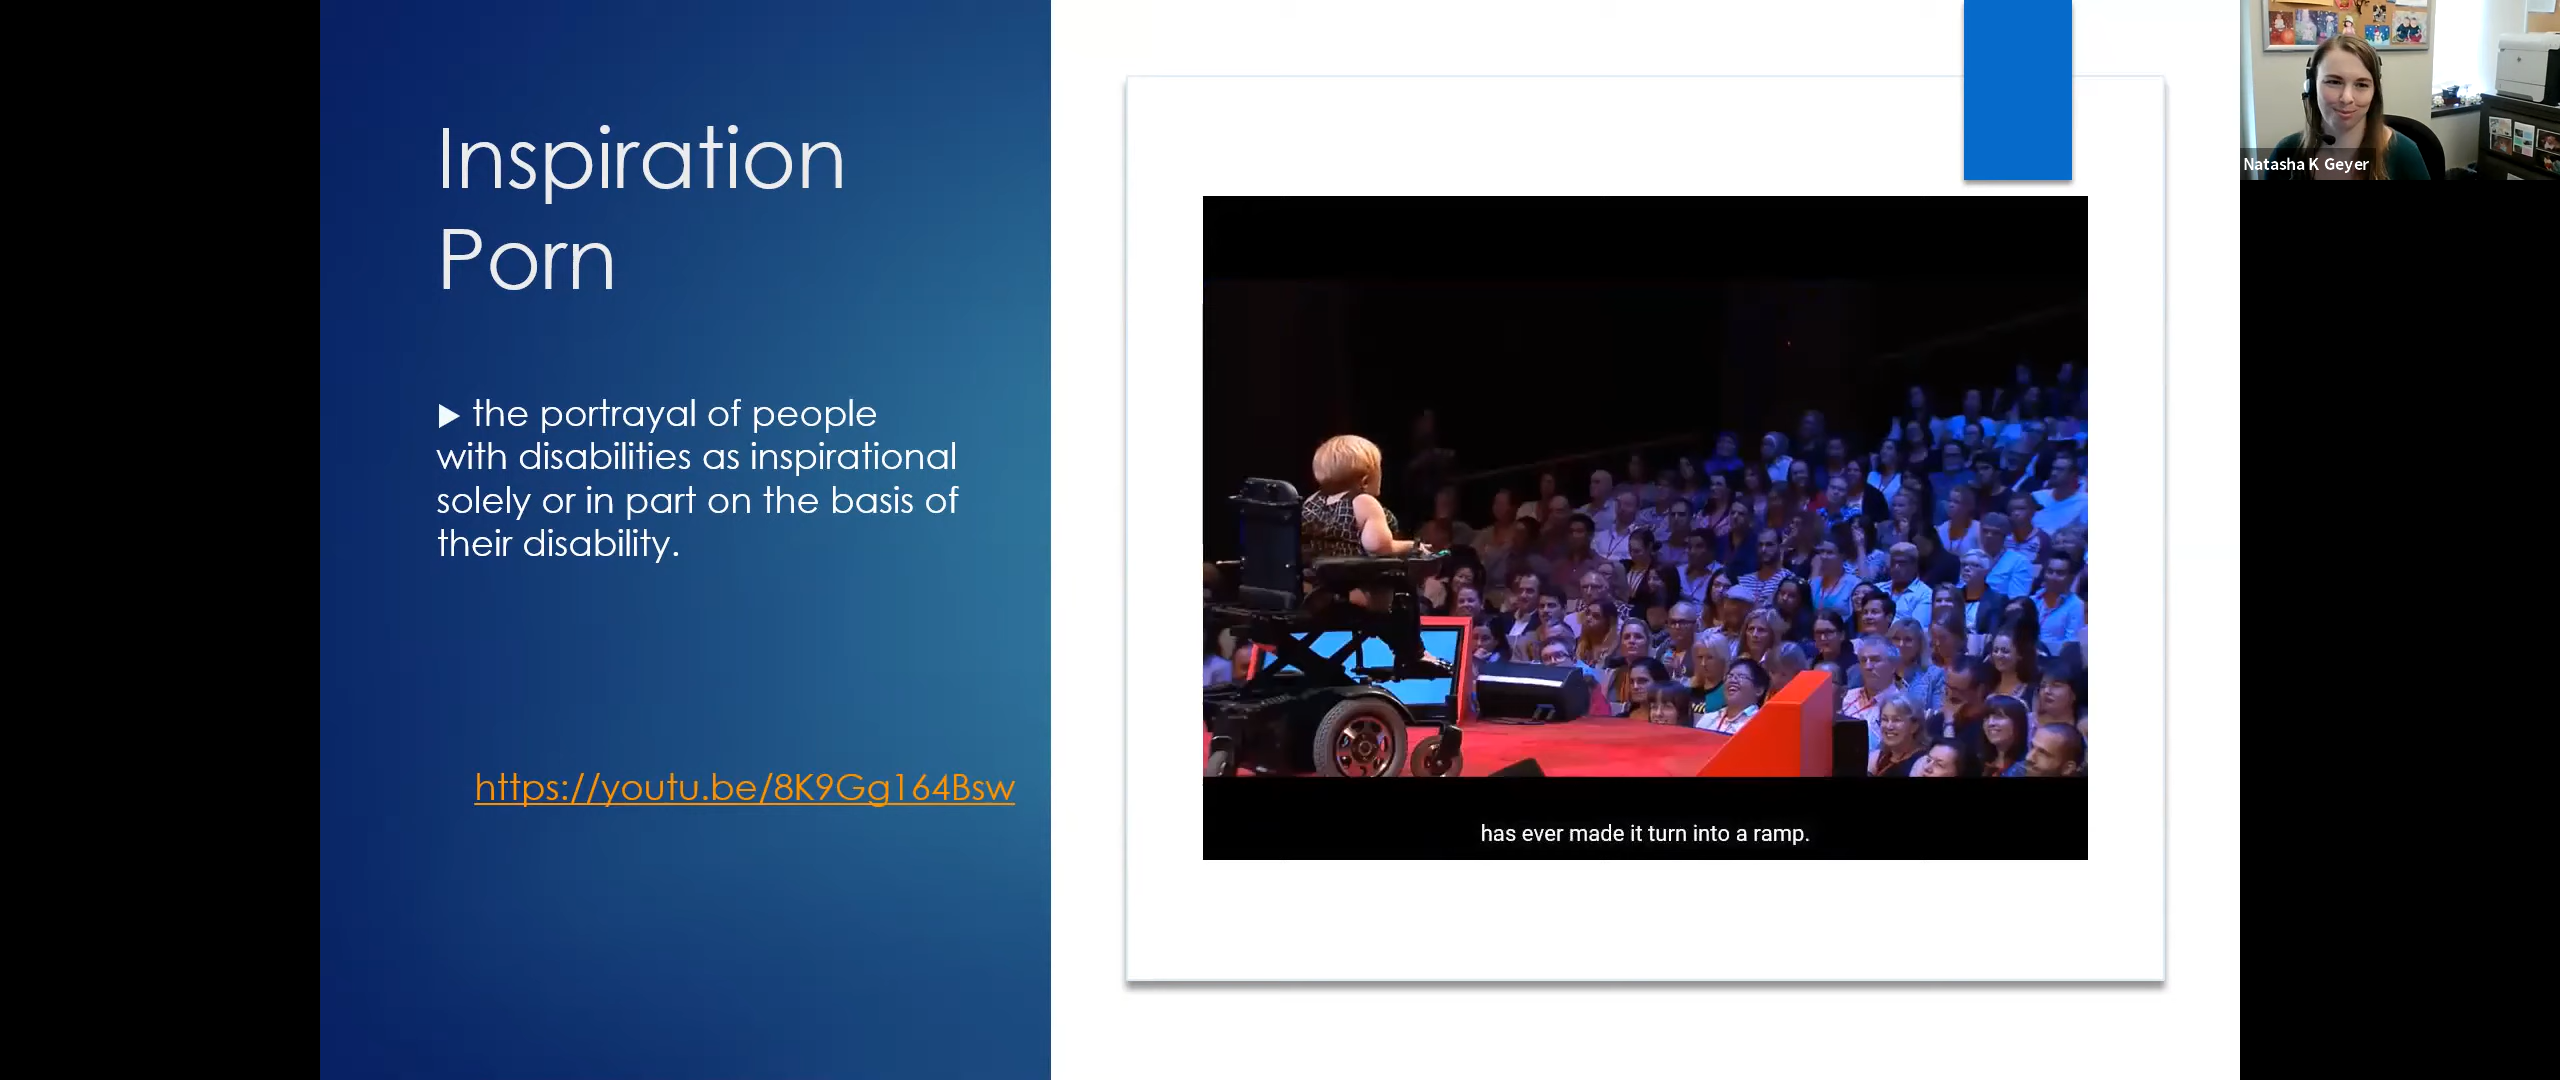 Inspiration
Porn
▶ the portrayal of people
with disabilities as inspirational
solely or in part on the basis of
their disability.
https://youtu.be/8K9Gg164Bsw
has ever made it turn into a ramp.
Natasha K Geyer